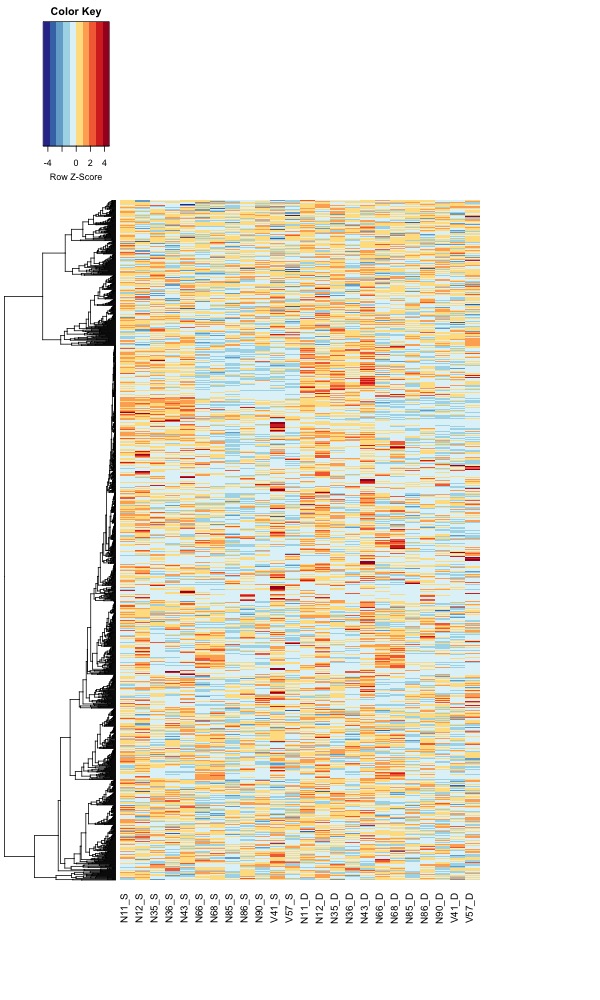 V57_D
V41_D
N90_D
N86_D
N85_D
N68_D
N66_D
N43_D
N36_D
N35_D
N12_D
N11_D
V57_S
V41_S
N90_S
N86_S
N85_S
N68_S
N66_S
N43_S
N36_S
N35_S
N12_S
N11_S
Color Key
-4 0 2 4
Row Z-Score